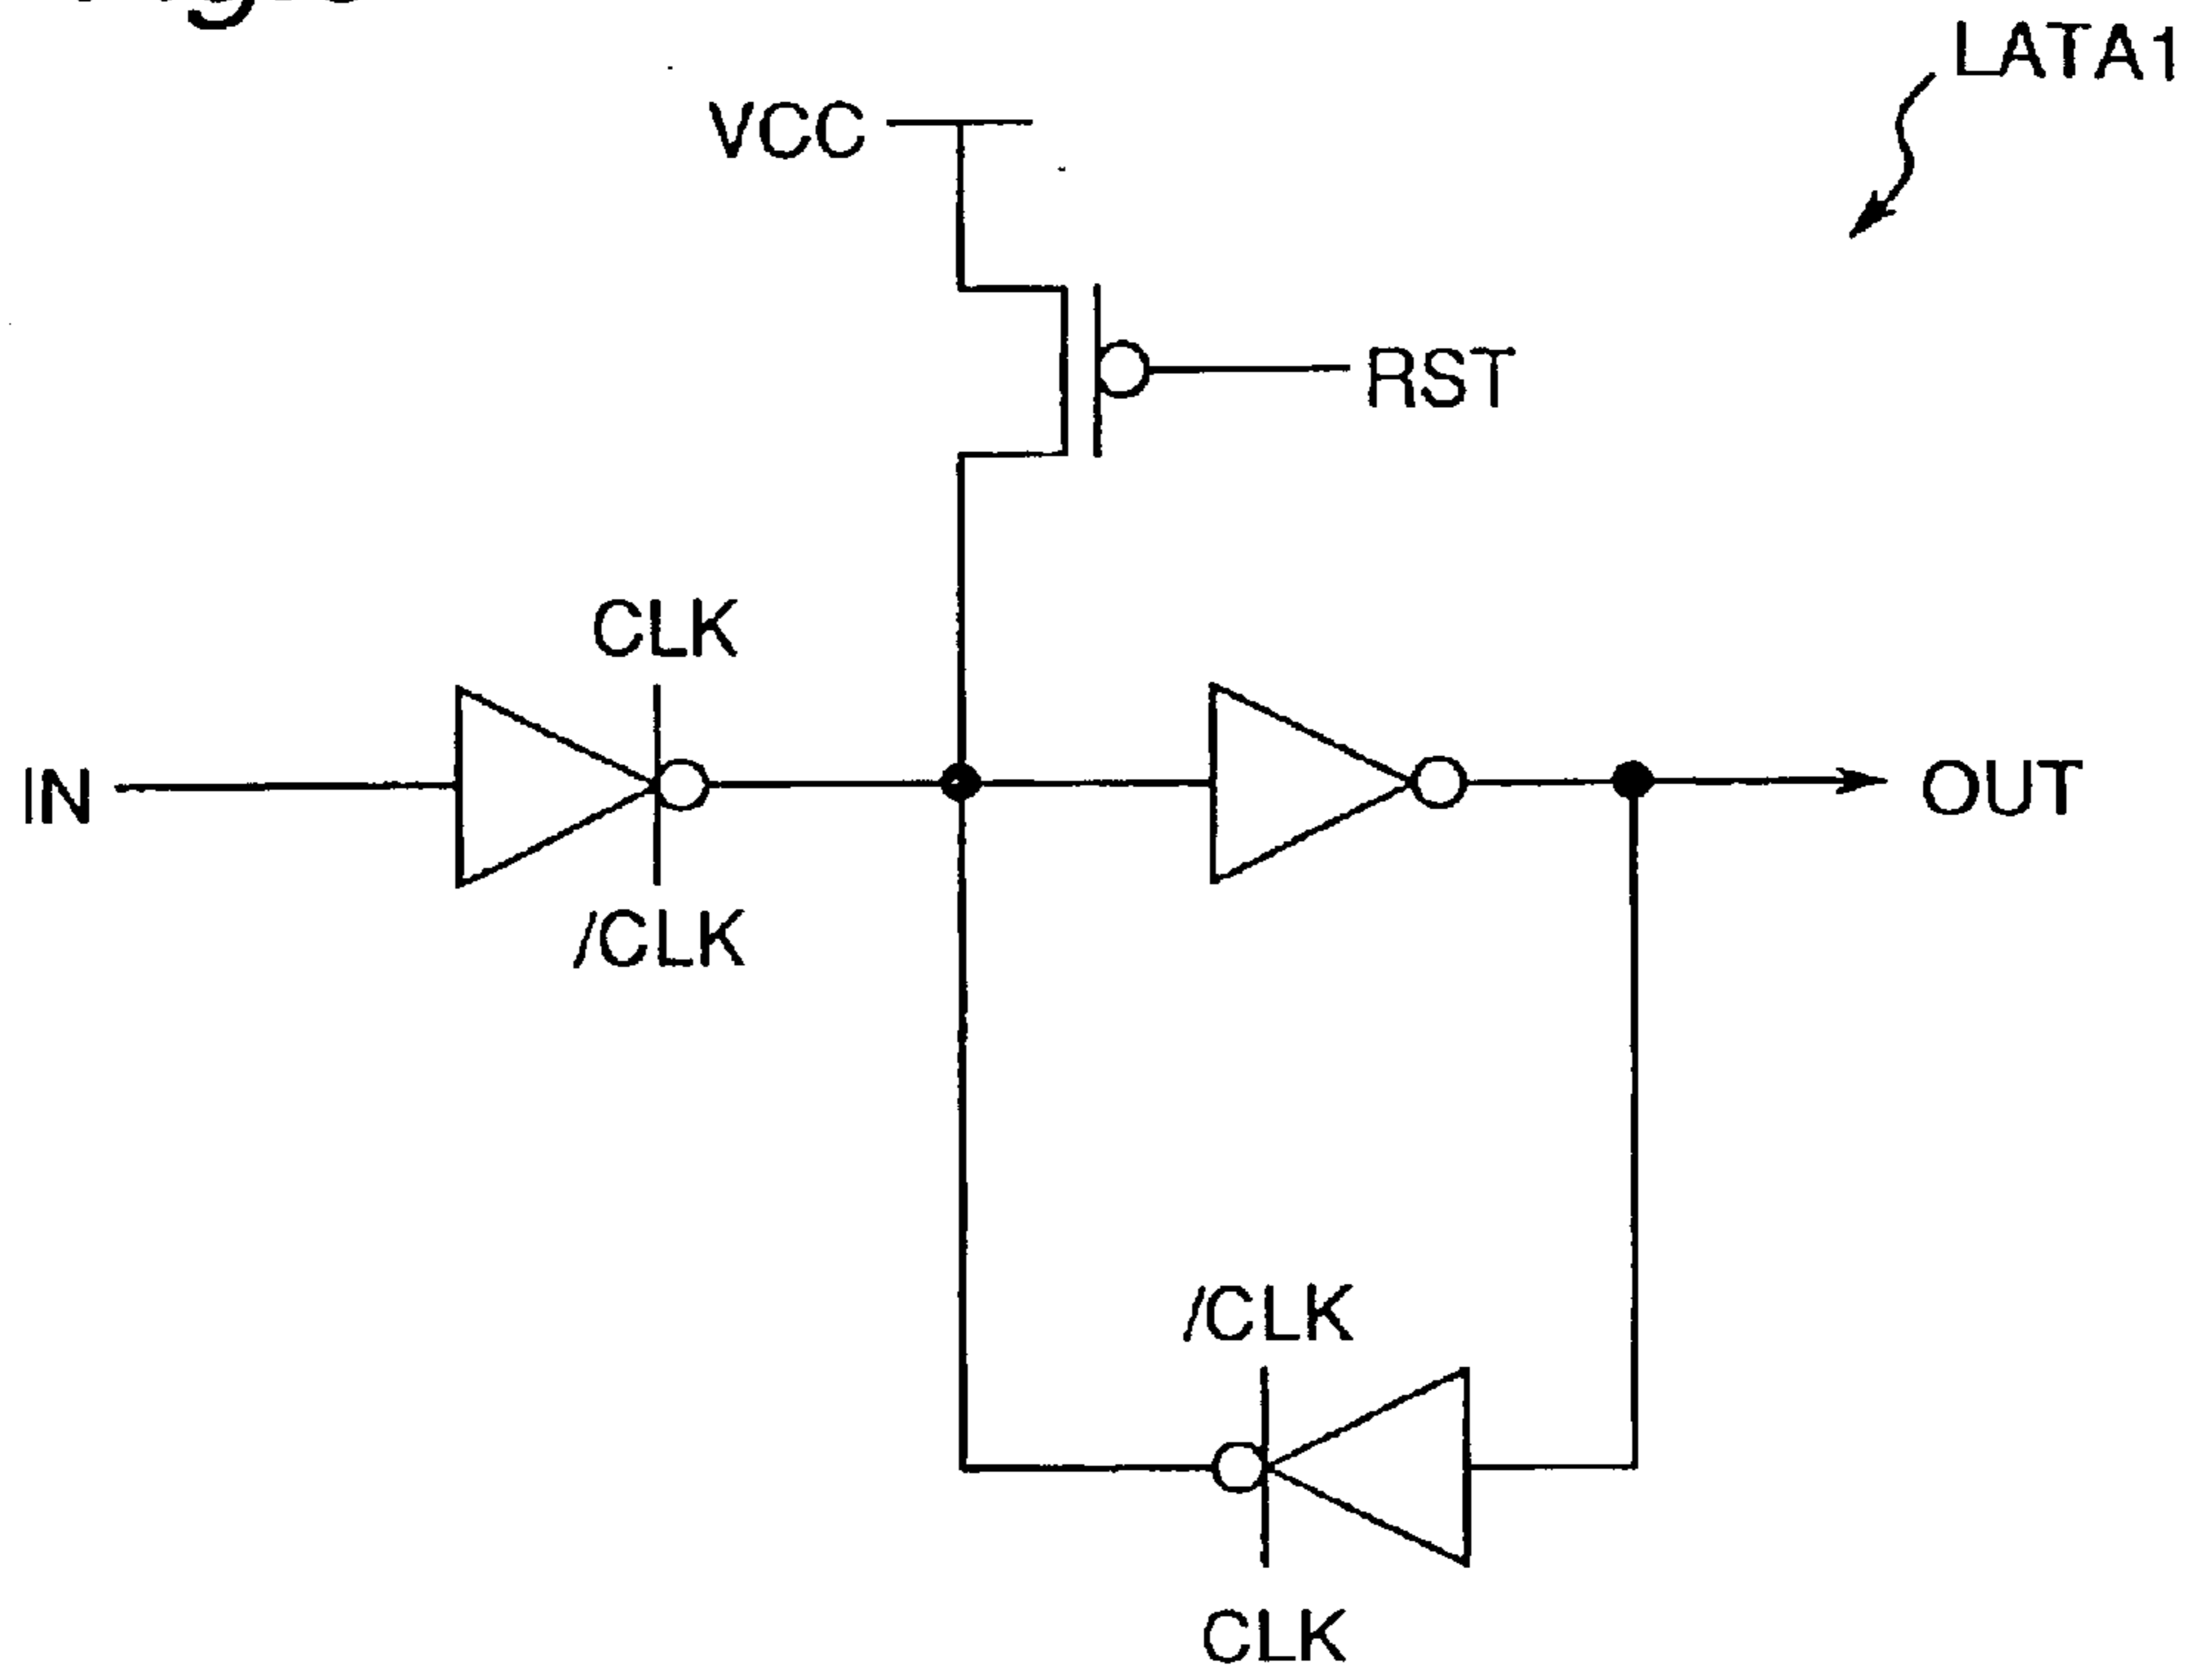 LATA1
VCC
RST
CLK
IN
OUT
/CLK
/CLK
CLK